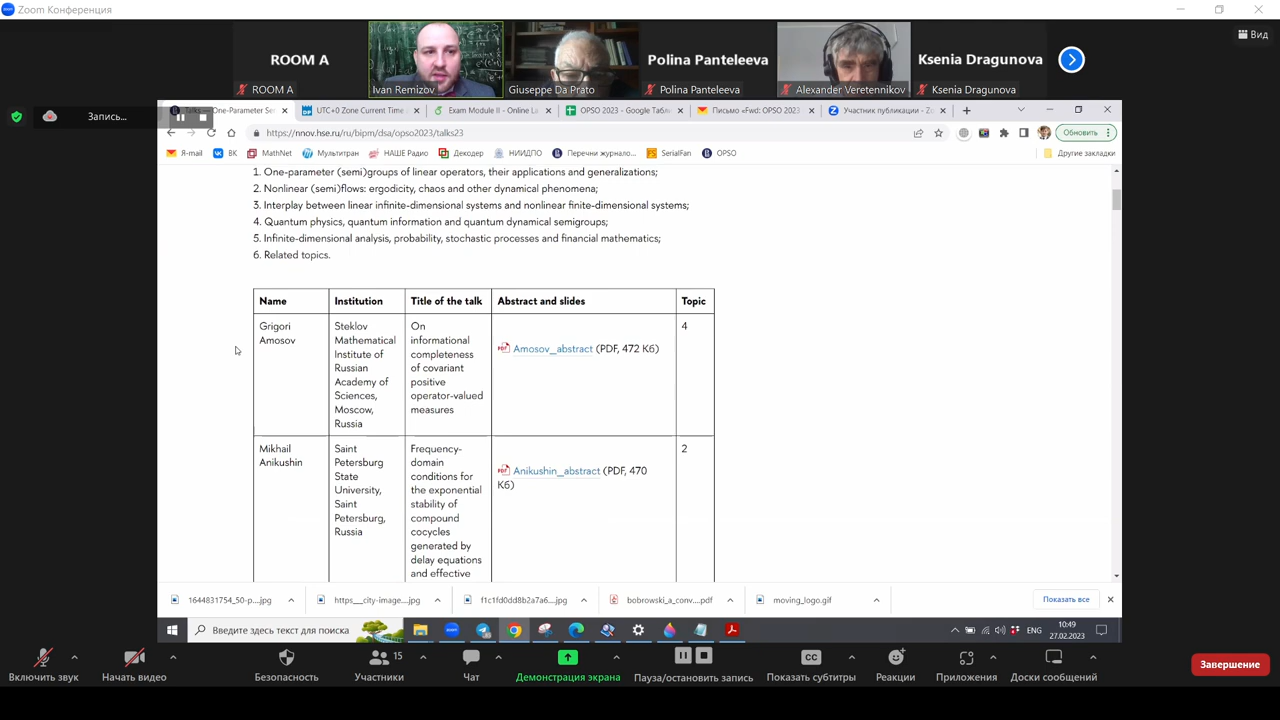 Zoom Конференция
Вид
ROOM A
Polina Panteleeva
Ksenia Dragunova
ROOM A
Ivan Remizov
Giuseppe Da Prato
Polina Panteleeva
Alexander Veretennikov
Ksenia Dragunova
Запись...
One-Parameter Se
UTC+0 Zone Current Time
Exam Module II - Online La
OPSO 2023 - Google Табли
Письмо «Fwd: OPSO 2023
Участник публикации - Zo
https://nnov.hse.ru/ru/bipm/dsa/opso2023/talks23
Обновить
Я-mail
ВК
MathNet
Мультитран
НАШЕ Радио
Декодер
НИИДПО
Перечни журнало...
SerialFan
OPSO
Другие закладки
1. One-parameter (semi)groups of linear operators, their applications and generalizations;
2. Nonlinear (semi)flows: ergodicity, chaos and other dynamical phenomena;
3. Interplay between linear infinite-dimensional systems and nonlinear finite-dimensional systems;
4. Quantum physics, quantum information and quantum dynamical semigroups;
5. Infinite-dimensional analysis, probability, stochastic processes and financial mathematics;
6. Related topics.
Name
Institution
Title of the talk
Abstract and slides
Topic
Grigori
Amosov
Steklov
Mathematical
Institute of
Russian
Academy of
Sciences,
Moscow,
Russia
On
informational
completeness
of covariant
positive
operator-valued
measures
PDF
Amosov_abstract (PDF, 472 Кб)
4
Mikhail
Anikushin
Saint
Petersburg
State
University,
Saint
Petersburg,
Russia
Frequency-
domain
conditions for
the exponential
stability of
compound
cocycles
generated by
delay equations
and effective
PDF
Anikushin_abstract (PDF, 470
Кб)
2
1644831754_50-p....jpg
https__city-image....jpg
f1c1fd0dd8b2a7a6....jpg
bobrowski_a_conv....pdf
moving_logo.gif
Показать все
Введите здесь текст для поиска
ENG
10:49
27.02.2023
Включить звук
Начать видео
Безопасность
15
Участники
Чат
Демонстрация экрана
Пауза/остановить запись
CC
Показать субтитры
Реакции
Приложения
Доски сообщений
Завершение